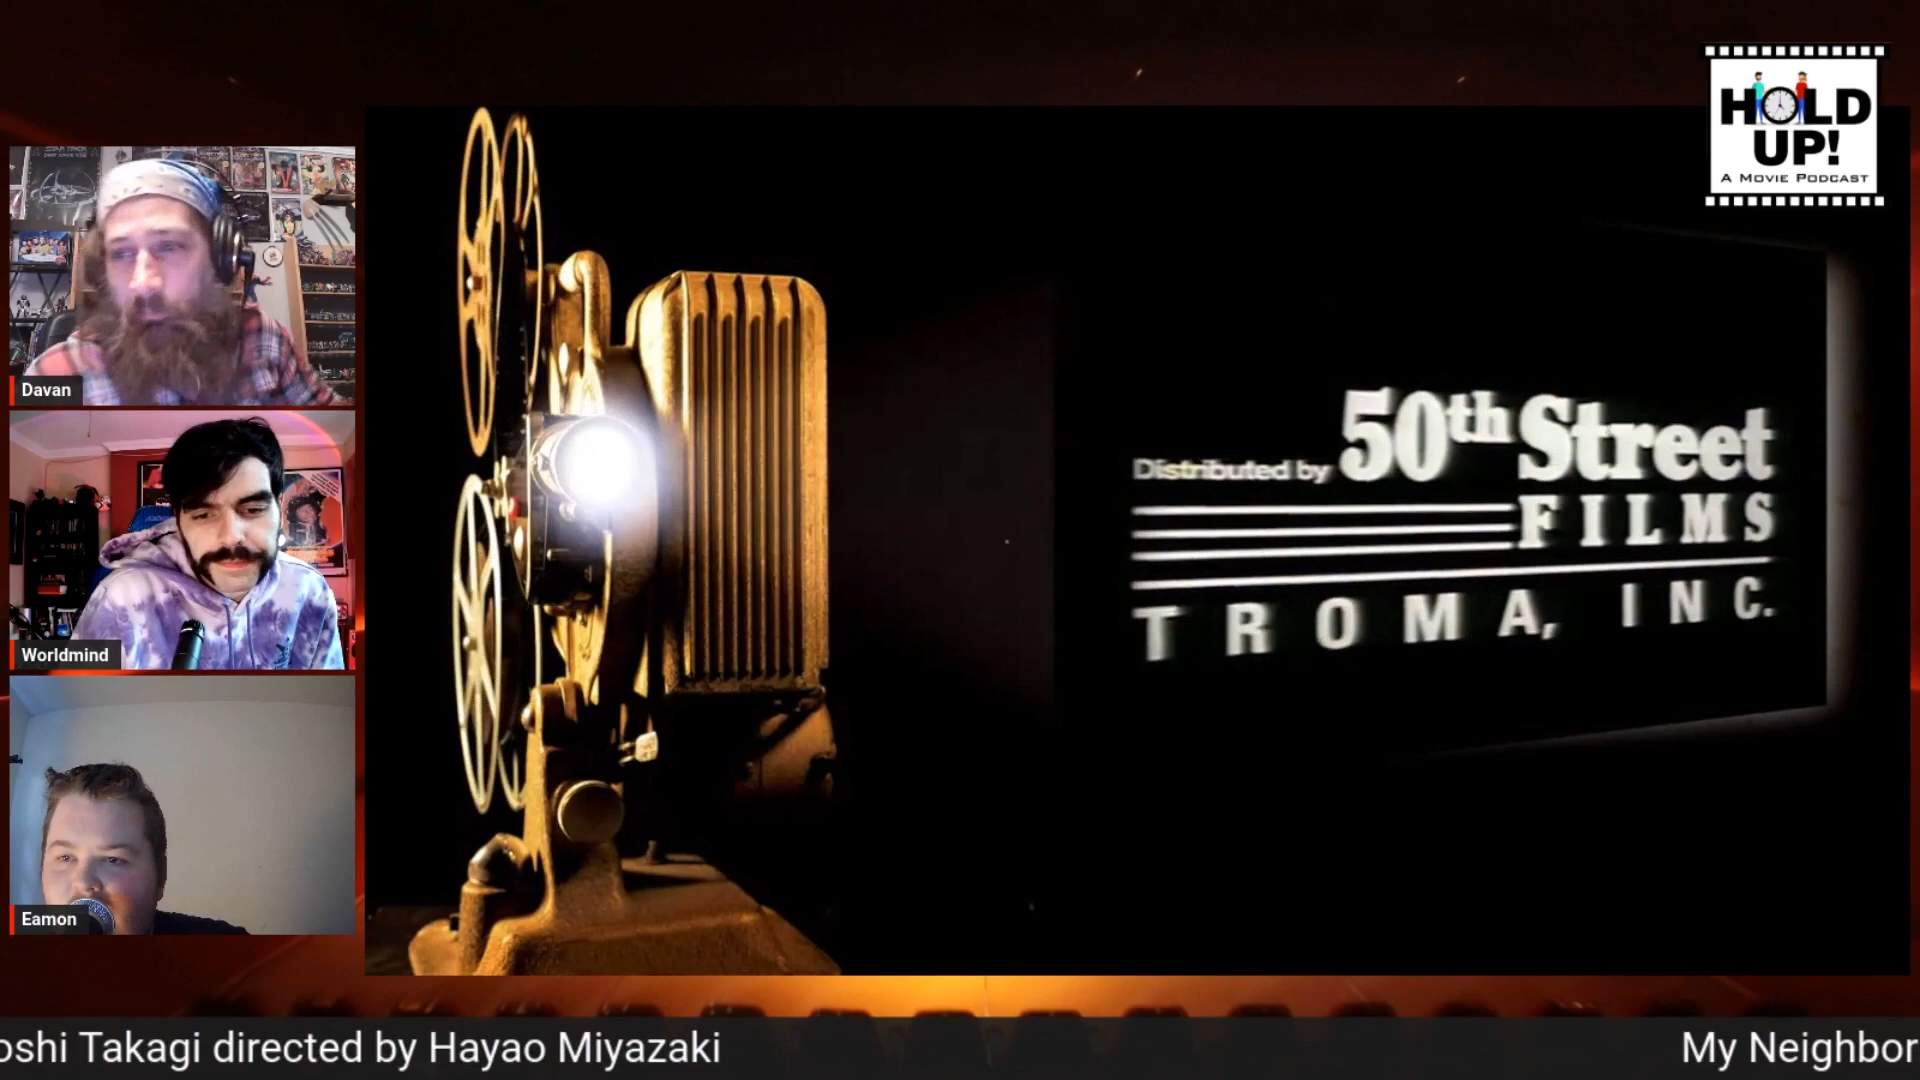 HOLD
UP!
A MOVIE PODCAST
Davan
Worldmind
Eamon
Distributed by 50th Street
FILMS
TROMA, INC.
oshi Takagi directed by Hayao Miyazaki
My Neighbor